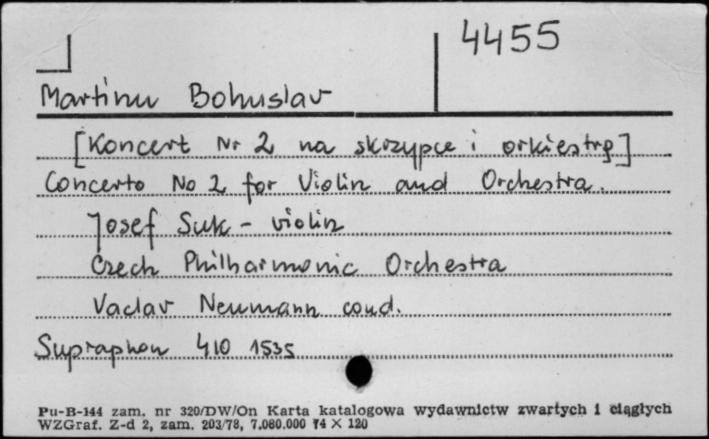 4455
Martinu Bohuslav
[Koncert Nr 2 na skrzypce i orkiestrę]
Concerto No 2 for Violin and Orchestra.
Josef Suk - violin
Czech Philharmonic Orchestra
Vaclav Neumann cond.
Supraphon 410 1535
Pu-B-144 zam. nr 320/DW/On Karta katalogowa wydawnictw zwartych i ciągłych
WZGraf. Z-d 2, zam. 203/78, 7.080.000 74 × 120